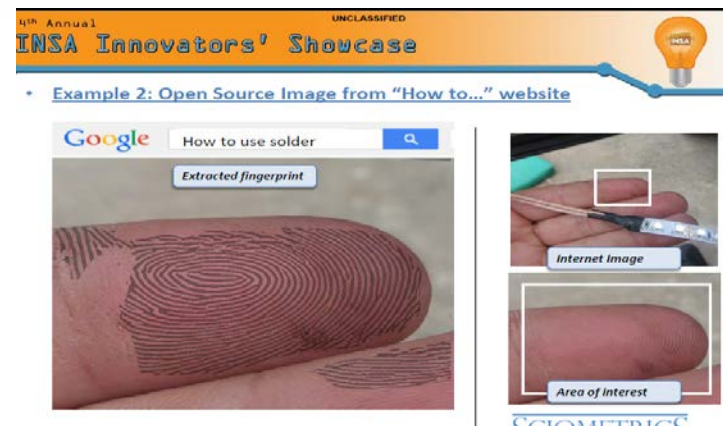 4th Annual
UNCLASSIFIED
INSA Innovators' Showcase
INSA
• Example 2: Open Source Image from “How to…” website
Google
How to use solder
Extracted fingerprint
Internet Image
Area of interest
SCIOMETRICS